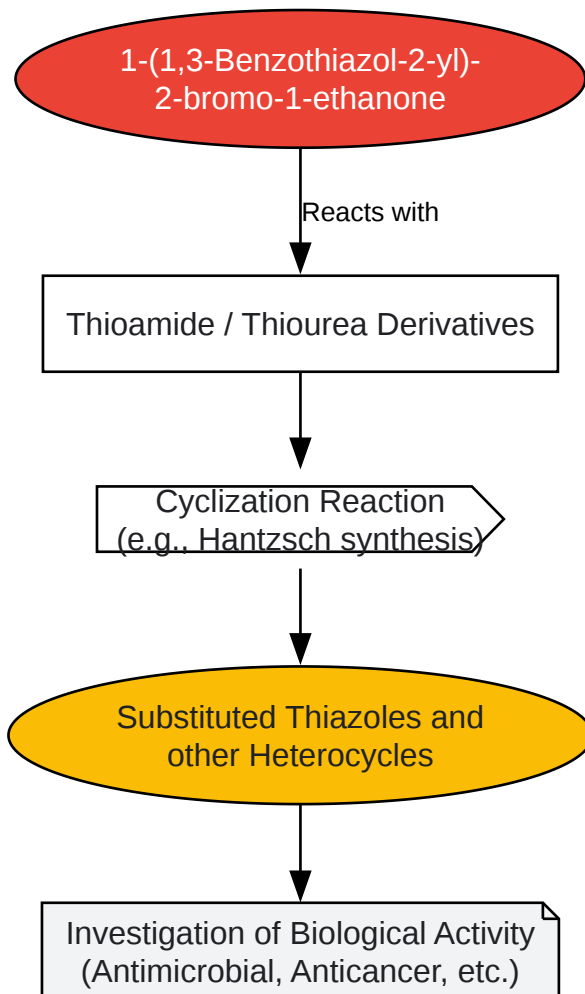 1-(1,3-Benzothiazol-2-yl)-
2-bromo-1-ethanone
Reacts with
Thioamide / Thiourea Derivatives
Cyclization Reaction
(e.g., Hantzsch synthesis)
Substituted Thiazoles and
other Heterocycles
Investigation of Biological Activity
(Antimicrobial, Anticancer, etc.)